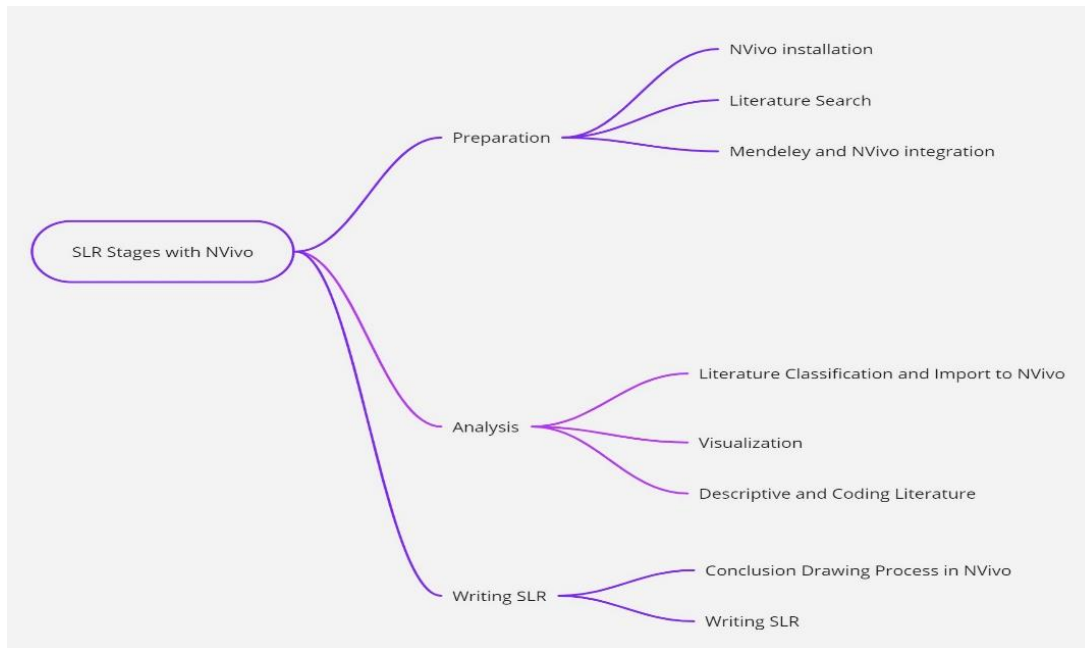 SLR Stages with NVivo
Preparation
NVivo installation
Literature Search
Mendeley and NVivo integration
Analysis
Literature Classification and Import to NVivo
Visualization
Descriptive and Coding Literature
Writing SLR
Conclusion Drawing Process in NVivo
Writing SLR